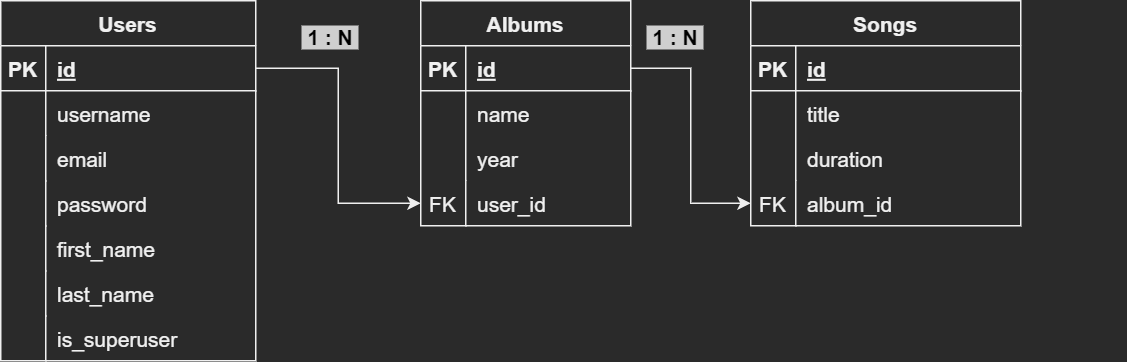 Users
PK id
username
email
password
first_name
last_name
is_superuser
1 : N
Albums
PK id
name
year
FK user_id
1 : N
Songs
PK id
title
duration
FK album_id